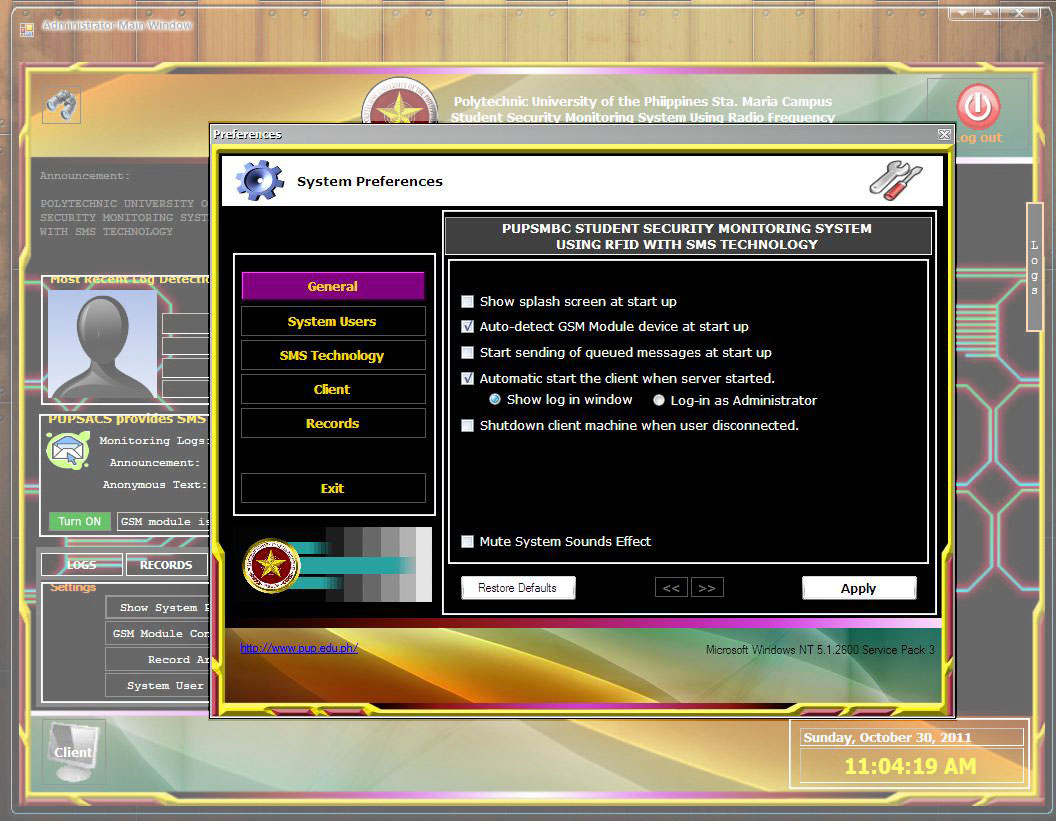 Administrator Main Window
Polytechnic University of the Phiippines Sta. Maria Campus
Student Security Monitoring System Using Radio Frequency
og out
Announcement:
POLYTECHNIC UNIVERSITY O
SECURITY MONITORING SYST
WITH SMS TECHNOLOGY
Most Recent Log Detectio
PUPSACS provides SMS
Monitoring Logs:
Announcement:
Anonymous Text:
Turn ON
GSM module is
LOGS
RECORDS
Settings
Show System P
GSM Module Con
Record Ar
System User
Client
Logs
Preferences
System Preferences
General
System Users
SMS Technology
Client
Records
Exit
PUPSMBC STUDENT SECURITY MONITORING SYSTEM
USING RFID WITH SMS TECHNOLOGY
Show splash screen at start up
Auto-detect GSM Module device at start up
Start sending of queued messages at start up
Automatic start the client when server started.
Show log in window
Log-in as Administrator
Shutdown client machine when user disconnected.
Mute System Sounds Effect
Restore Defaults
<<
>>
Apply
http://www.pup.edu.ph/
Microsoft Windows NT 5.1.2600 Service Pack 3
Sunday, October 30, 2011
11:04:19 AM